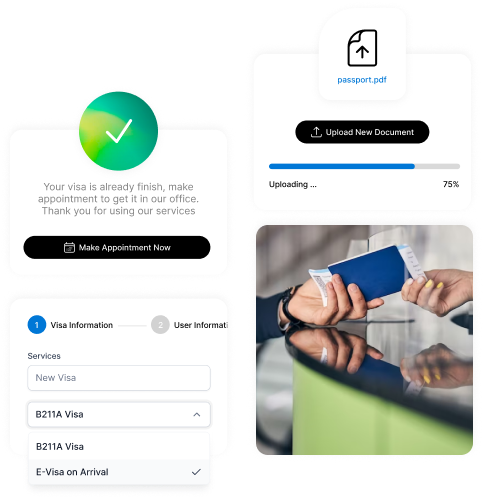 passport.pdf
Upload New Document
Uploading ...
75%
Your visa is already finish, make
appointment to get it in our office.
Thank you for using our services
Make Appointment Now
1 Visa Information
2 User Informati
Services
New Visa
B211A Visa
B211A Visa
E-Visa on Arrival